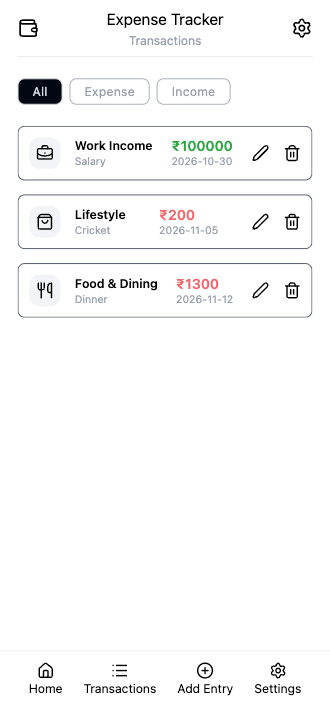 Expense Tracker
Transactions
All Expense Income
Work Income ₹100000
Salary 2026-10-30
Lifestyle ₹200
Cricket 2026-11-05
Food & Dining ₹1300
Dinner 2026-11-12
Home Transactions Add Entry Settings